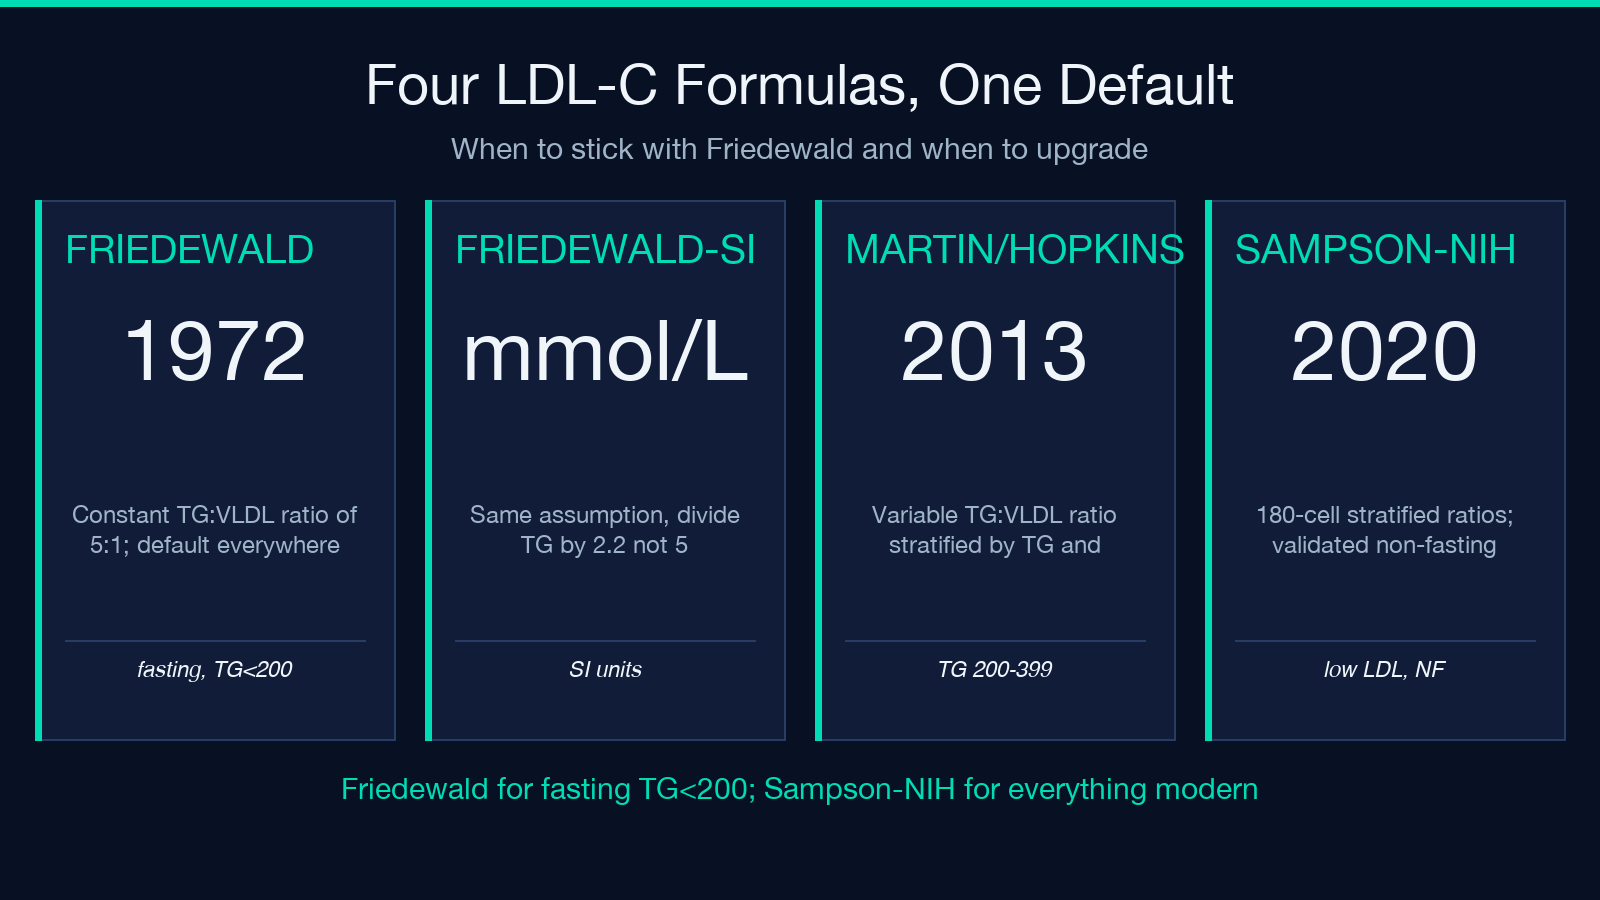 Four LDL-C Formulas, One Default
When to stick with Friedewald and when to upgrade
FRIEDEWALD
1972
Constant TG:VLDL ratio of
5:1; default everywhere
fasting, TG<200
FRIEDEWALD-SI
mmol/L
Same assumption, divide
TG by 2.2 not 5
SI units
MARTIN/HOPKINS
2013
Variable TG:VLDL ratio
stratified by TG and
TG 200-399
SAMPSON-NIH
2020
180-cell stratified ratios;
validated non-fasting
low LDL, NF
Friedewald for fasting TG<200; Sampson-NIH for everything modern